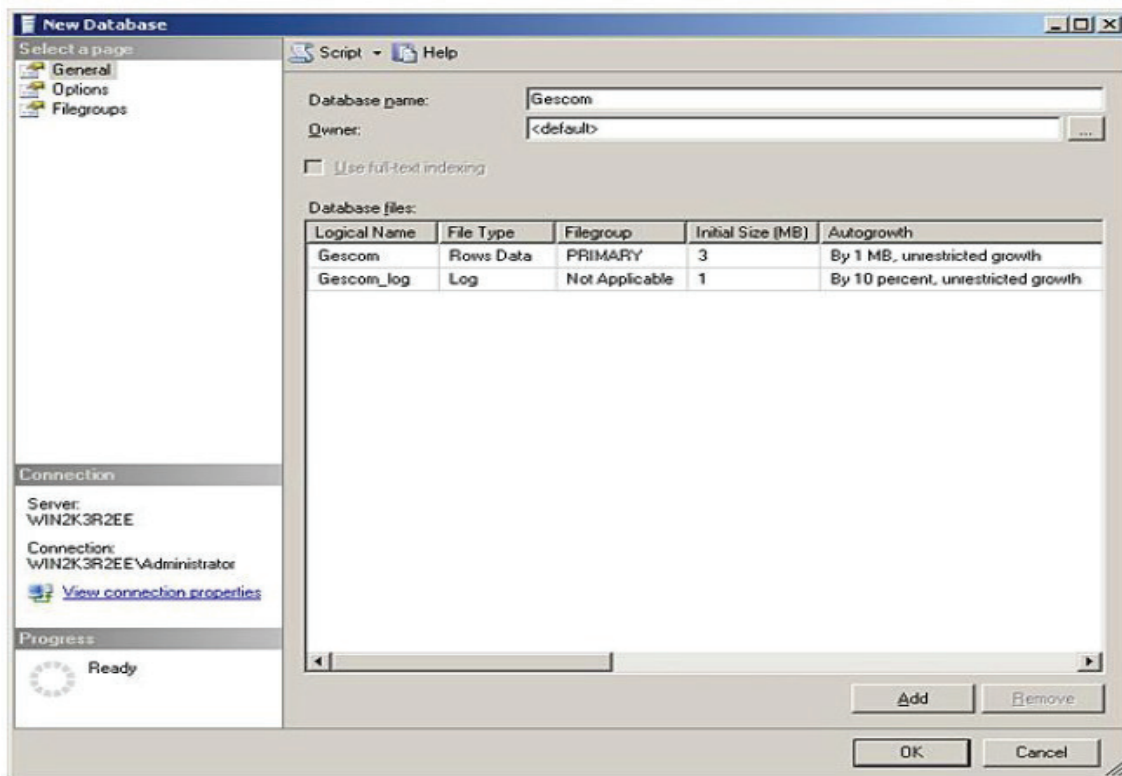 New Database
Select a page
General
Options
Filegroups
Script Help
Database name: Gescom
Owner: <default> ...
Use full-text indexing
Database files:
Logical Name File Type Filegroup Initial Size (MB) Autogrowth
Gescom Rows Data PRIMARY 3 By 1 MB, unrestricted growth
Gescom_log Log Not Applicable 1 By 10 percent, unrestricted growth
Connection
Server:
WIN2K3R2EE
Connection:
WIN2K3R2EE\Administrator
View connection properties
Progress
Ready
Add Remove
OK Cancel